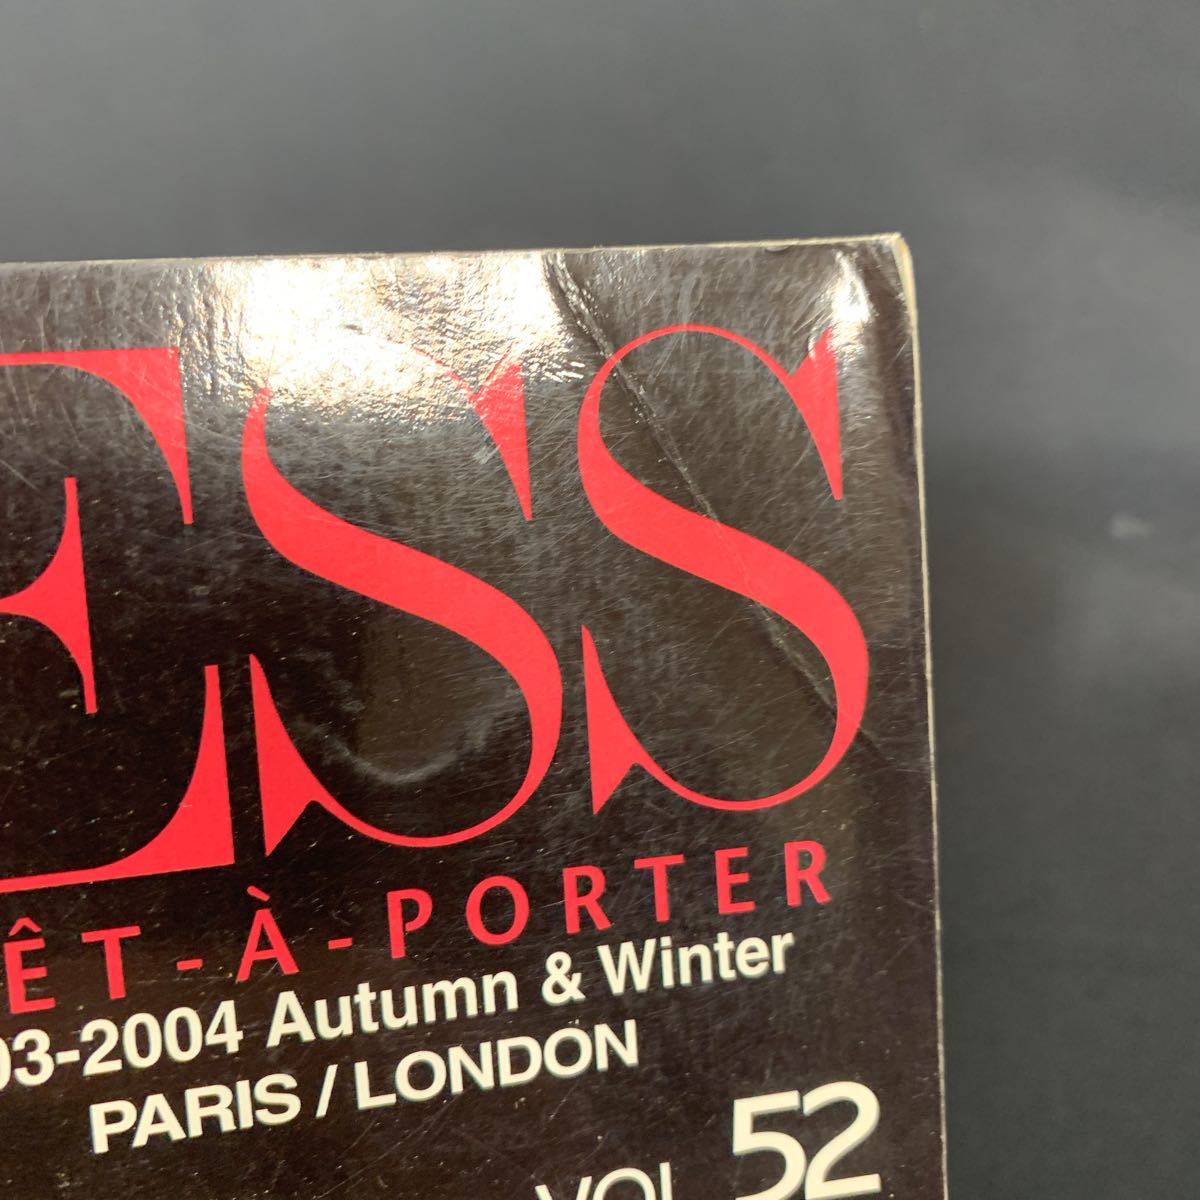 ESS
ÊT-À-PORTER
03-2004 Autumn & Winter
PARIS / LONDON
VOL 52